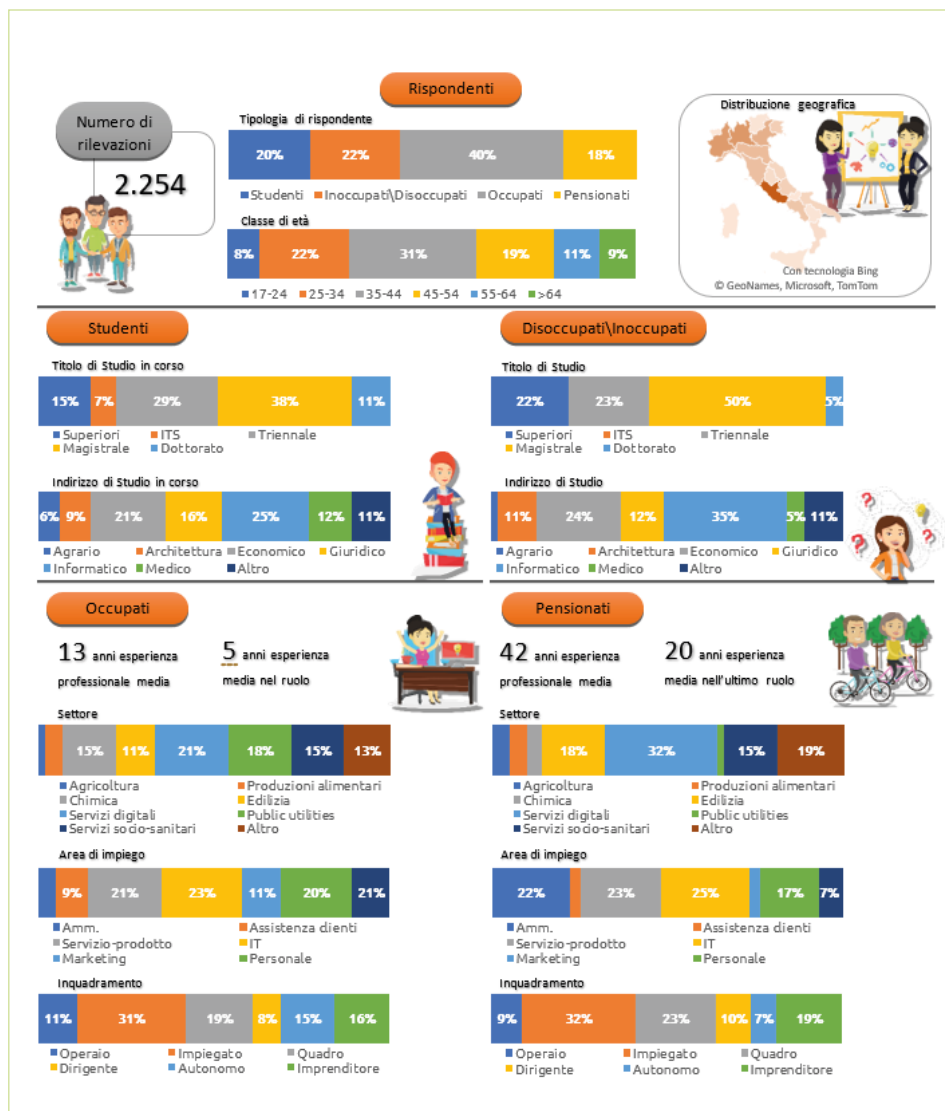 Rispondenti
Numero di
rilevazioni
2.254
Tipologia di rispondente
20% 22% 40% 18%
Studenti Inoccupati\Disoccupati Occupati Pensionati
Classe di età
8% 22% 31% 19% 11% 9%
17-24 25-34 35-44 45-54 55-64 >64
Distribuzione geografica
Con tecnologia Bing
© GeoNames, Microsoft, TomTom
Studenti
Titolo di Studio in corso
15% 7% 29% 38% 11%
Superiori ITS Triennale
Magistrale Dottorato
Indirizzo di Studio in corso
6% 9% 21% 16% 25% 12% 11%
Agrario Architettura Economico Giuridico
Informatico Medico Altro
Disoccupati\Inoccupati
Titolo di Studio
22% 23% 50% 5%
Superiori ITS Triennale
Magistrale Dottorato
Indirizzo di Studio
11% 24% 12% 35% 5% 11%
Agrario Architettura Economico Giuridico
Informatico Medico Altro
Occupati
13 anni esperienza
professionale media
5 anni esperienza
media nel ruolo
Settore
15% 11% 21% 18% 15% 13%
Agricoltura Produzioni alimentari
Chimica Edilizia
Servizi digitali Public utilities
Servizi socio-sanitari Altro
Area di impiego
9% 21% 23% 11% 20% 21%
Amm. Assistenza clienti
Servizio-prodotto IT
Marketing Personale
Inquadramento
11% 31% 19% 8% 15% 16%
Operaio Impiegato Quadro
Dirigente Autonomo Imprenditore
Pensionati
42 anni esperienza
professionale media
20 anni esperienza
media nell'ultimo ruolo
Settore
18% 32% 15% 19%
Agricoltura Produzioni alimentari
Chimica Edilizia
Servizi digitali Public utilities
Servizi socio-sanitari Altro
Area di impiego
22% 23% 25% 17% 7%
Amm. Assistenza clienti
Servizio-prodotto IT
Marketing Personale
Inquadramento
9% 32% 23% 10% 7% 19%
Operaio Impiegato Quadro
Dirigente Autonomo Imprenditore